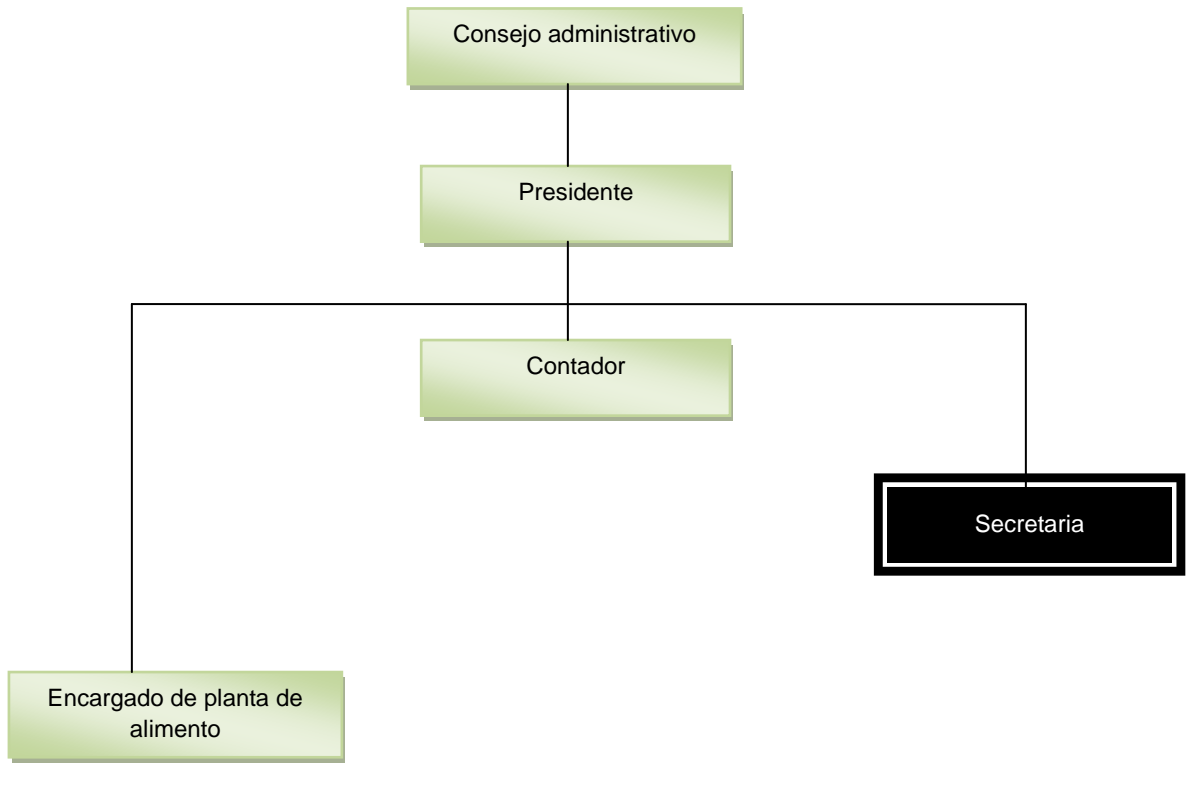 Consejo administrativo
Presidente
Contador
Secretaria
Encargado de planta de
alimento